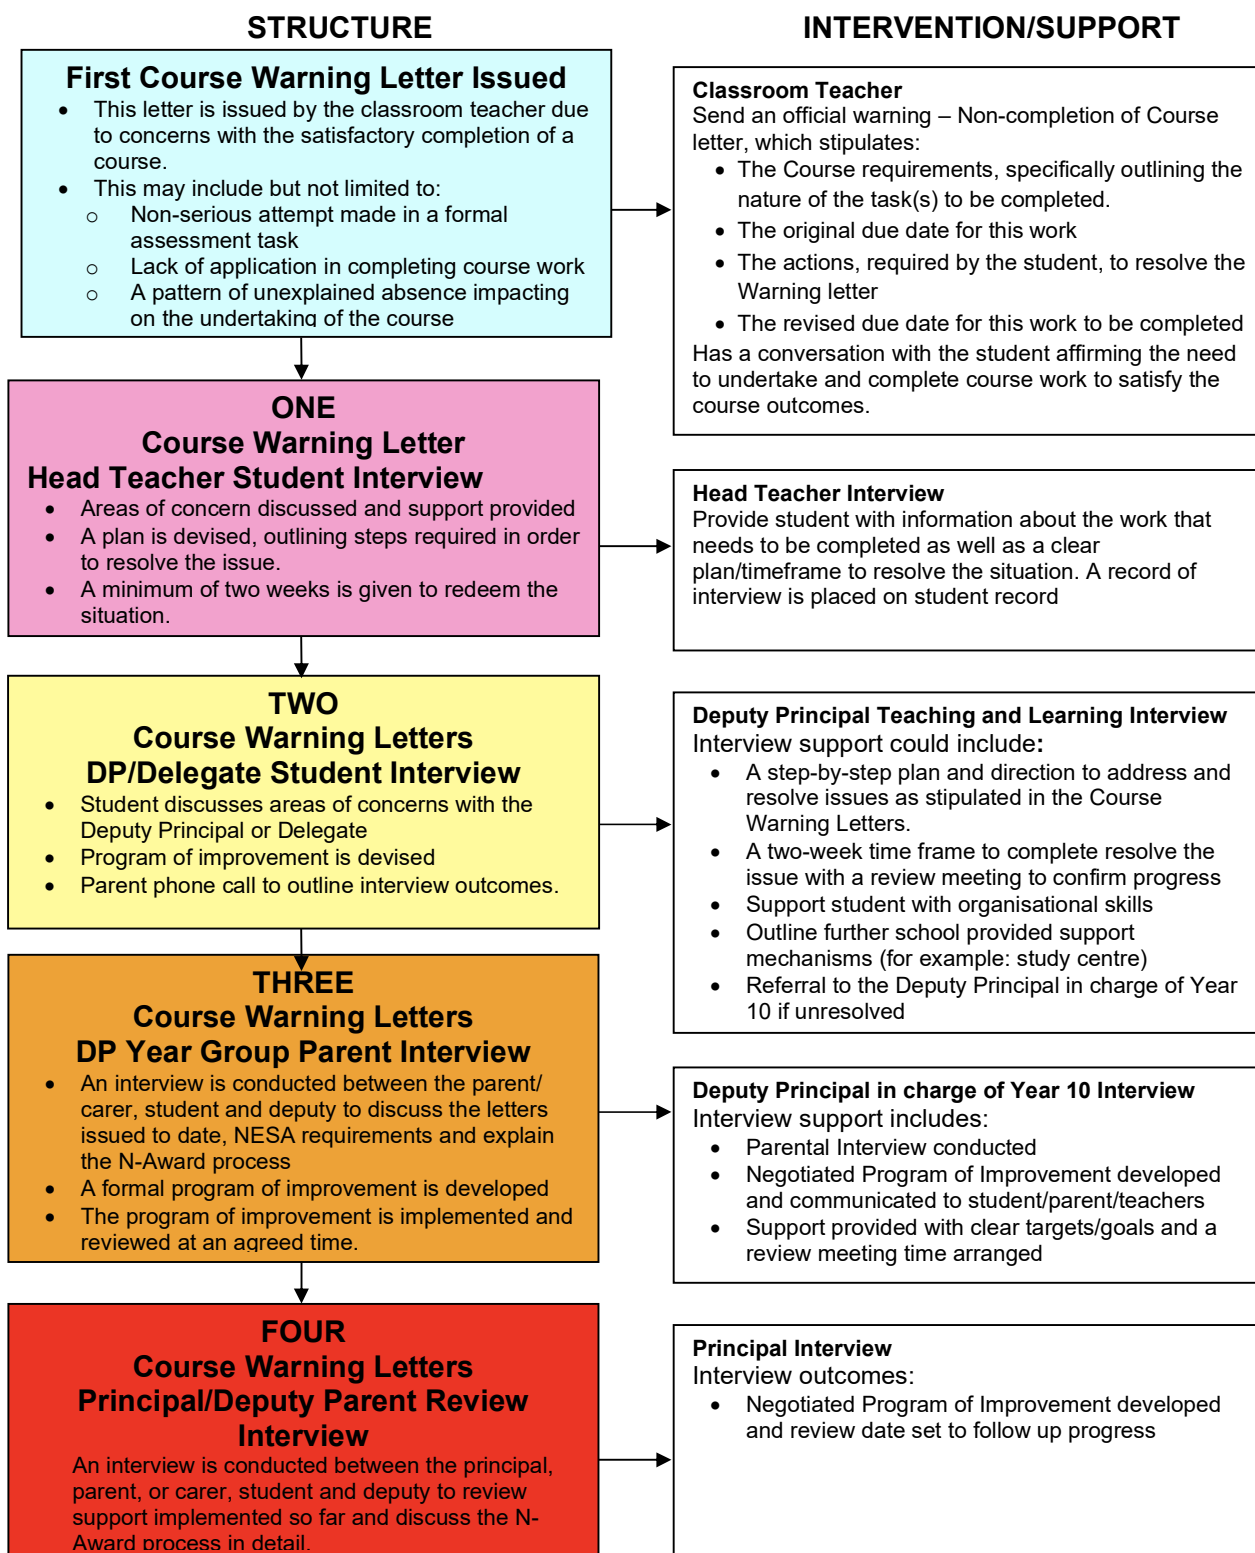 STRUCTURE
INTERVENTION/SUPPORT
First Course Warning Letter Issued
• This letter is issued by the classroom teacher due
to concerns with the satisfactory completion of a
course.
• This may include but not limited to:
o Non-serious attempt made in a formal
assessment task
o Lack of application in completing course work
o A pattern of unexplained absence impacting
on the undertaking of the course
Classroom Teacher
Send an official warning – Non-completion of Course
letter, which stipulates:
• The Course requirements, specifically outlining the
nature of the task(s) to be completed.
• The original due date for this work
• The actions, required by the student, to resolve the
Warning letter
• The revised due date for this work to be completed
Has a conversation with the student affirming the need
to undertake and complete course work to satisfy the
course outcomes.
ONE
Course Warning Letter
Head Teacher Student Interview
• Areas of concern discussed and support provided
• A plan is devised, outlining steps required in order
to resolve the issue.
• A minimum of two weeks is given to redeem the
situation.
Head Teacher Interview
Provide student with information about the work that
needs to be completed as well as a clear
plan/timeframe to resolve the situation. A record of
interview is placed on student record
TWO
Course Warning Letters
DP/Delegate Student Interview
• Student discusses areas of concerns with the
Deputy Principal or Delegate
• Program of improvement is devised
• Parent phone call to outline interview outcomes.
Deputy Principal Teaching and Learning Interview
Interview support could include:
• A step-by-step plan and direction to address and
resolve issues as stipulated in the Course
Warning Letters.
• A two-week time frame to complete resolve the
issue with a review meeting to confirm progress
• Support student with organisational skills
• Outline further school provided support
mechanisms (for example: study centre)
• Referral to the Deputy Principal in charge of Year
10 if unresolved
THREE
Course Warning Letters
DP Year Group Parent Interview
• An interview is conducted between the parent/
carer, student and deputy to discuss the letters
issued to date, NESA requirements and explain
the N-Award process
• A formal program of improvement is developed
• The program of improvement is implemented and
reviewed at an agreed time.
Deputy Principal in charge of Year 10 Interview
Interview support includes:
• Parental Interview conducted
• Negotiated Program of Improvement developed
and communicated to student/parent/teachers
• Support provided with clear targets/goals and a
review meeting time arranged
FOUR
Course Warning Letters
Principal/Deputy Parent Review
Interview
An interview is conducted between the principal,
parent, or carer, student and deputy to review
support implemented so far and discuss the N-
Award process in detail.
Principal Interview
Interview outcomes:
• Negotiated Program of Improvement developed
and review date set to follow up progress